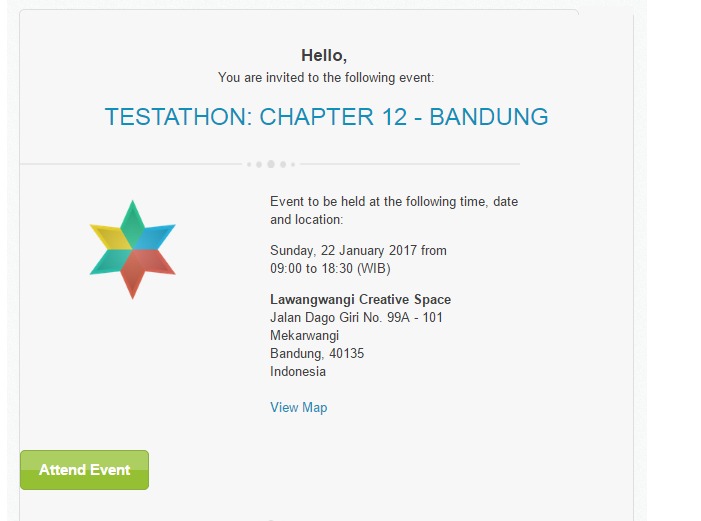 Hello,
You are invited to the following event:
TESTATHON: CHAPTER 12 - BANDUNG
Event to be held at the following time, date
and location:
Sunday, 22 January 2017 from
09:00 to 18:30 (WIB)
Lawangwangi Creative Space
Jalan Dago Giri No. 99A - 101
Mekarwangi
Bandung, 40135
Indonesia
View Map
Attend Event